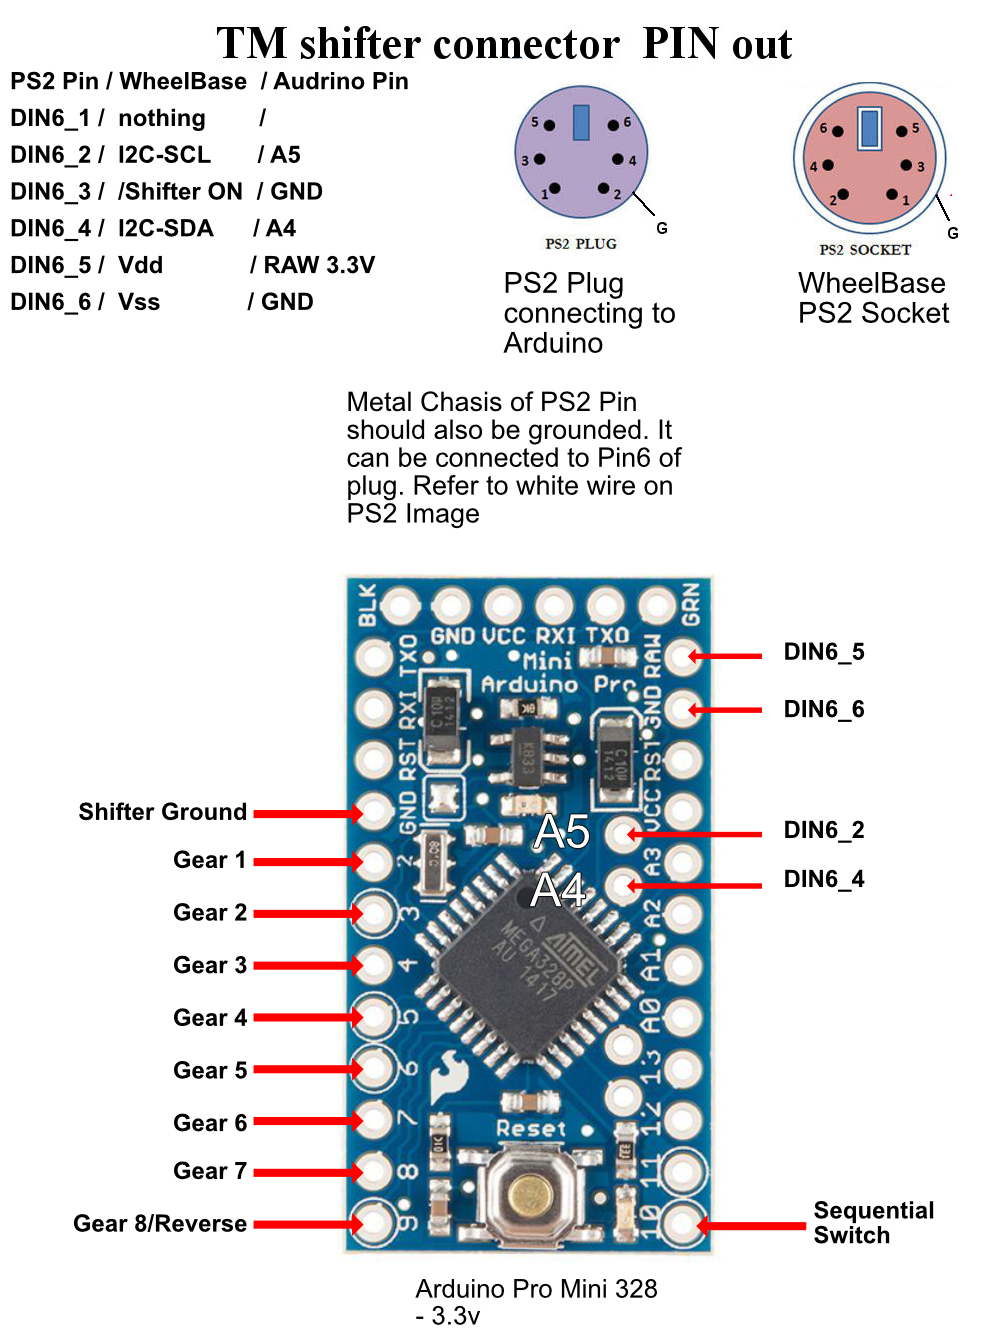 TM shifter connector PIN out
PS2 Pin / WheelBase / Audrino Pin
DIN6_1 / nothing /
DIN6_2 / I2C-SCL / A5
DIN6_3 / /Shifter ON / GND
DIN6_4 / I2C-SDA / A4
DIN6_5 / Vdd / RAW 3.3V
DIN6_6 / Vss / GND
5 6
3 4
1 2
G
PS2 PLUG
PS2 Plug
connecting to
Arduino
6 5
4 3
2 1
G
PS2 SOCKET
WheelBase
PS2 Socket
Metal Chasis of PS2 Pin
should also be grounded. It
can be connected to Pin6 of
plug. Refer to white wire on
PS2 Image
BLK
GRN
GND VCC RXI TXO
Mini
Arduino Pro
TXO
RXI
RST
GND
2
3
4
5
6
7
8
9
RAW
GND
RST
VCC
A3
A2
A1
A0
13
12
11
10
C 10µ
1412
K833
C 10µ
1412
A5
A4
ATMEL
MEGA328P
AU 1417
Reset
Shifter Ground
Gear 1
Gear 2
Gear 3
Gear 4
Gear 5
Gear 6
Gear 7
Gear 8/Reverse
DIN6_5
DIN6_6
DIN6_2
DIN6_4
Sequential
Switch
Arduino Pro Mini 328
- 3.3v